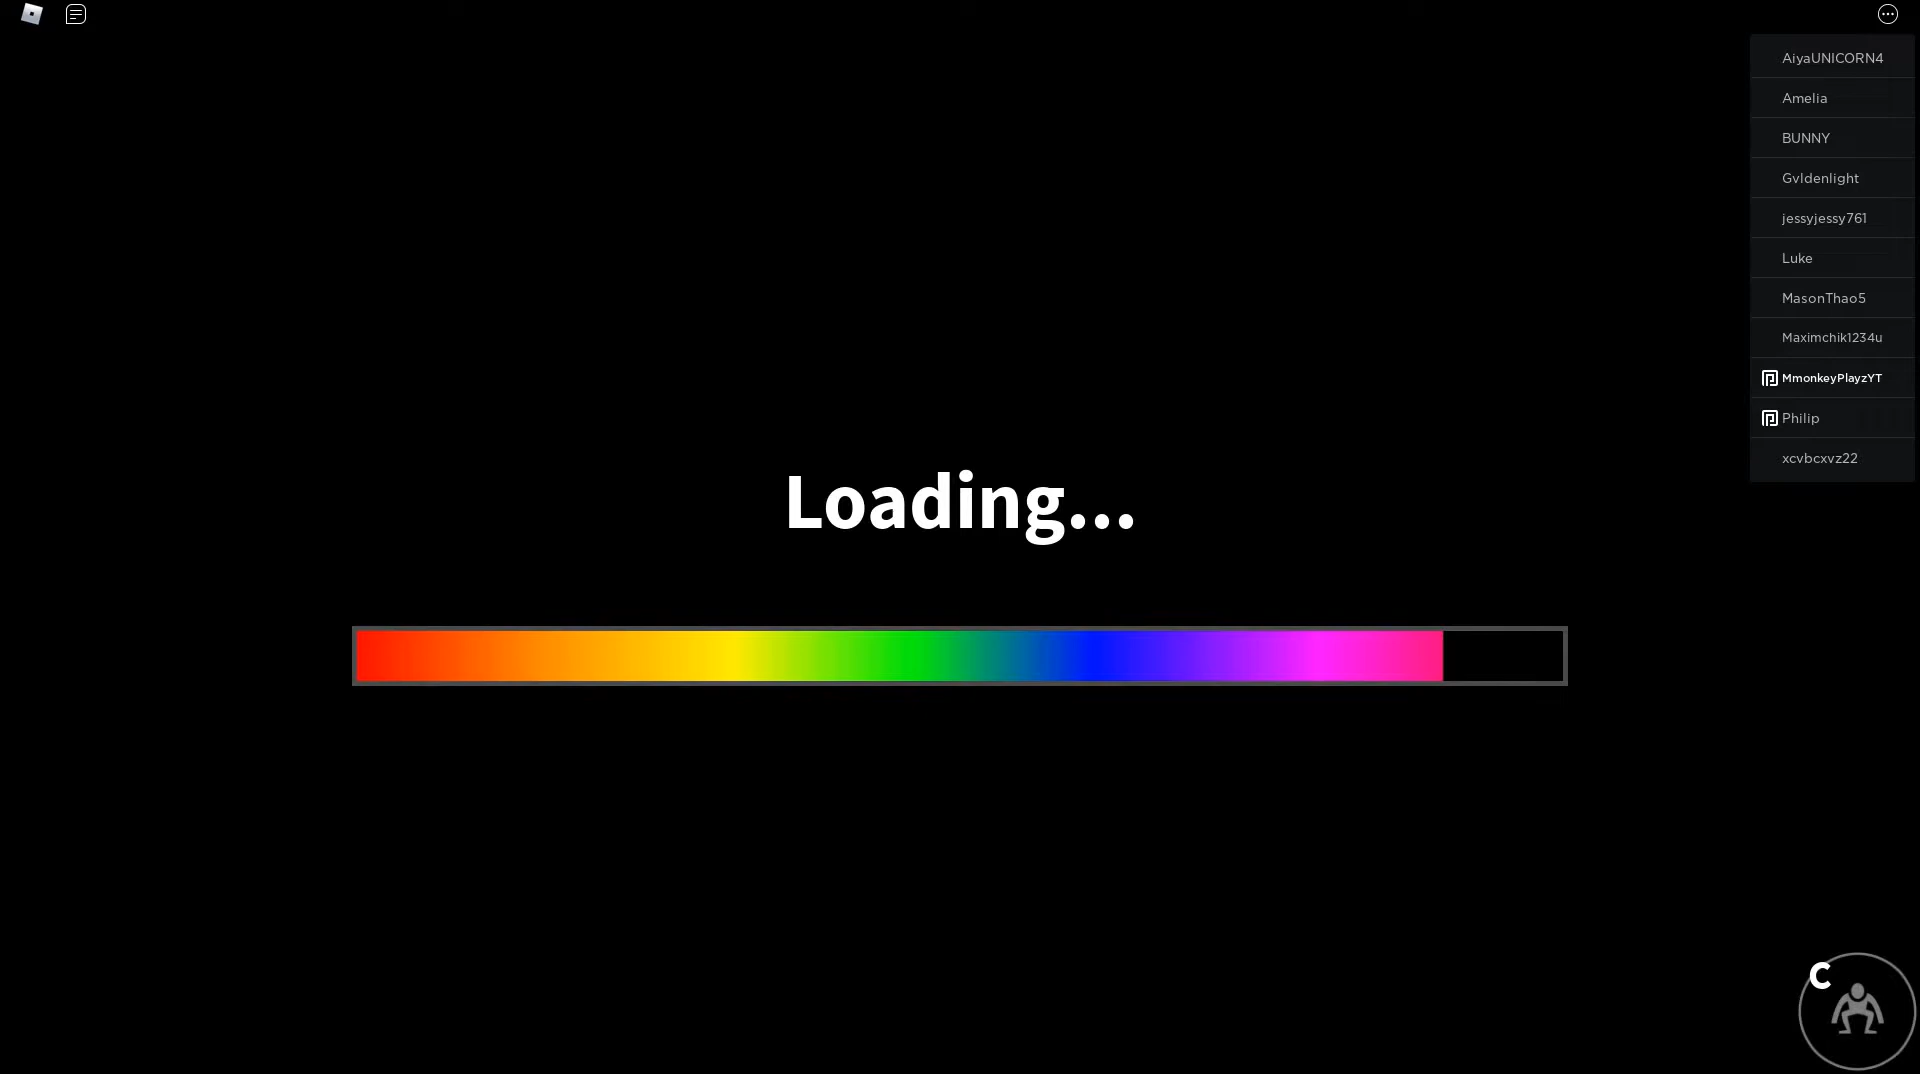 AiyaUNICORN4
Amelia
BUNNY
Gvldenlight
jessyjessy761
Luke
MasonThao5
Maximchik1234u
MmonkeyPlayzYT
Philip
xcvbcxvz22
Loading...
C